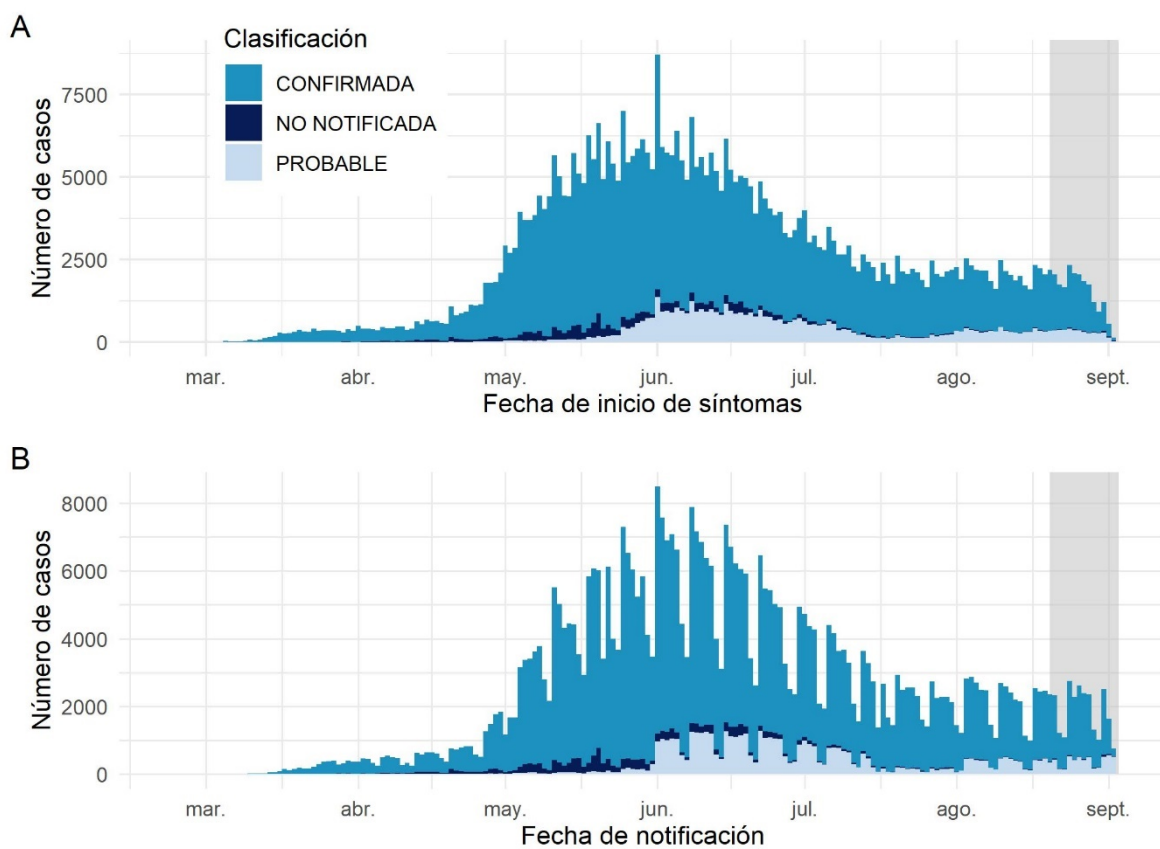 A
Clasificación
CONFIRMADA
NO NOTIFICADA
PROBABLE
Número de casos
7500
5000
2500
0
mar. abr. may. jun. jul. ago. sept.
Fecha de inicio de síntomas
B
Número de casos
8000
6000
4000
2000
0
mar. abr. may. jun. jul. ago. sept.
Fecha de notificación